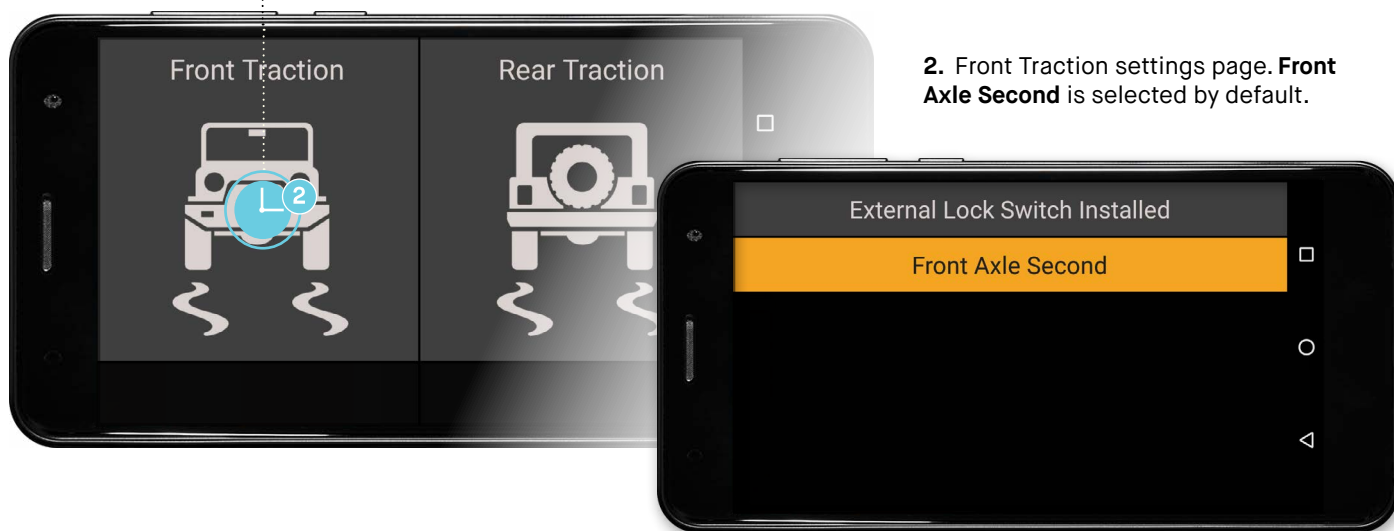 Front Traction
Rear Traction
2
2. Front Traction settings page. Front
Axle Second is selected by default.
External Lock Switch Installed
Front Axle Second